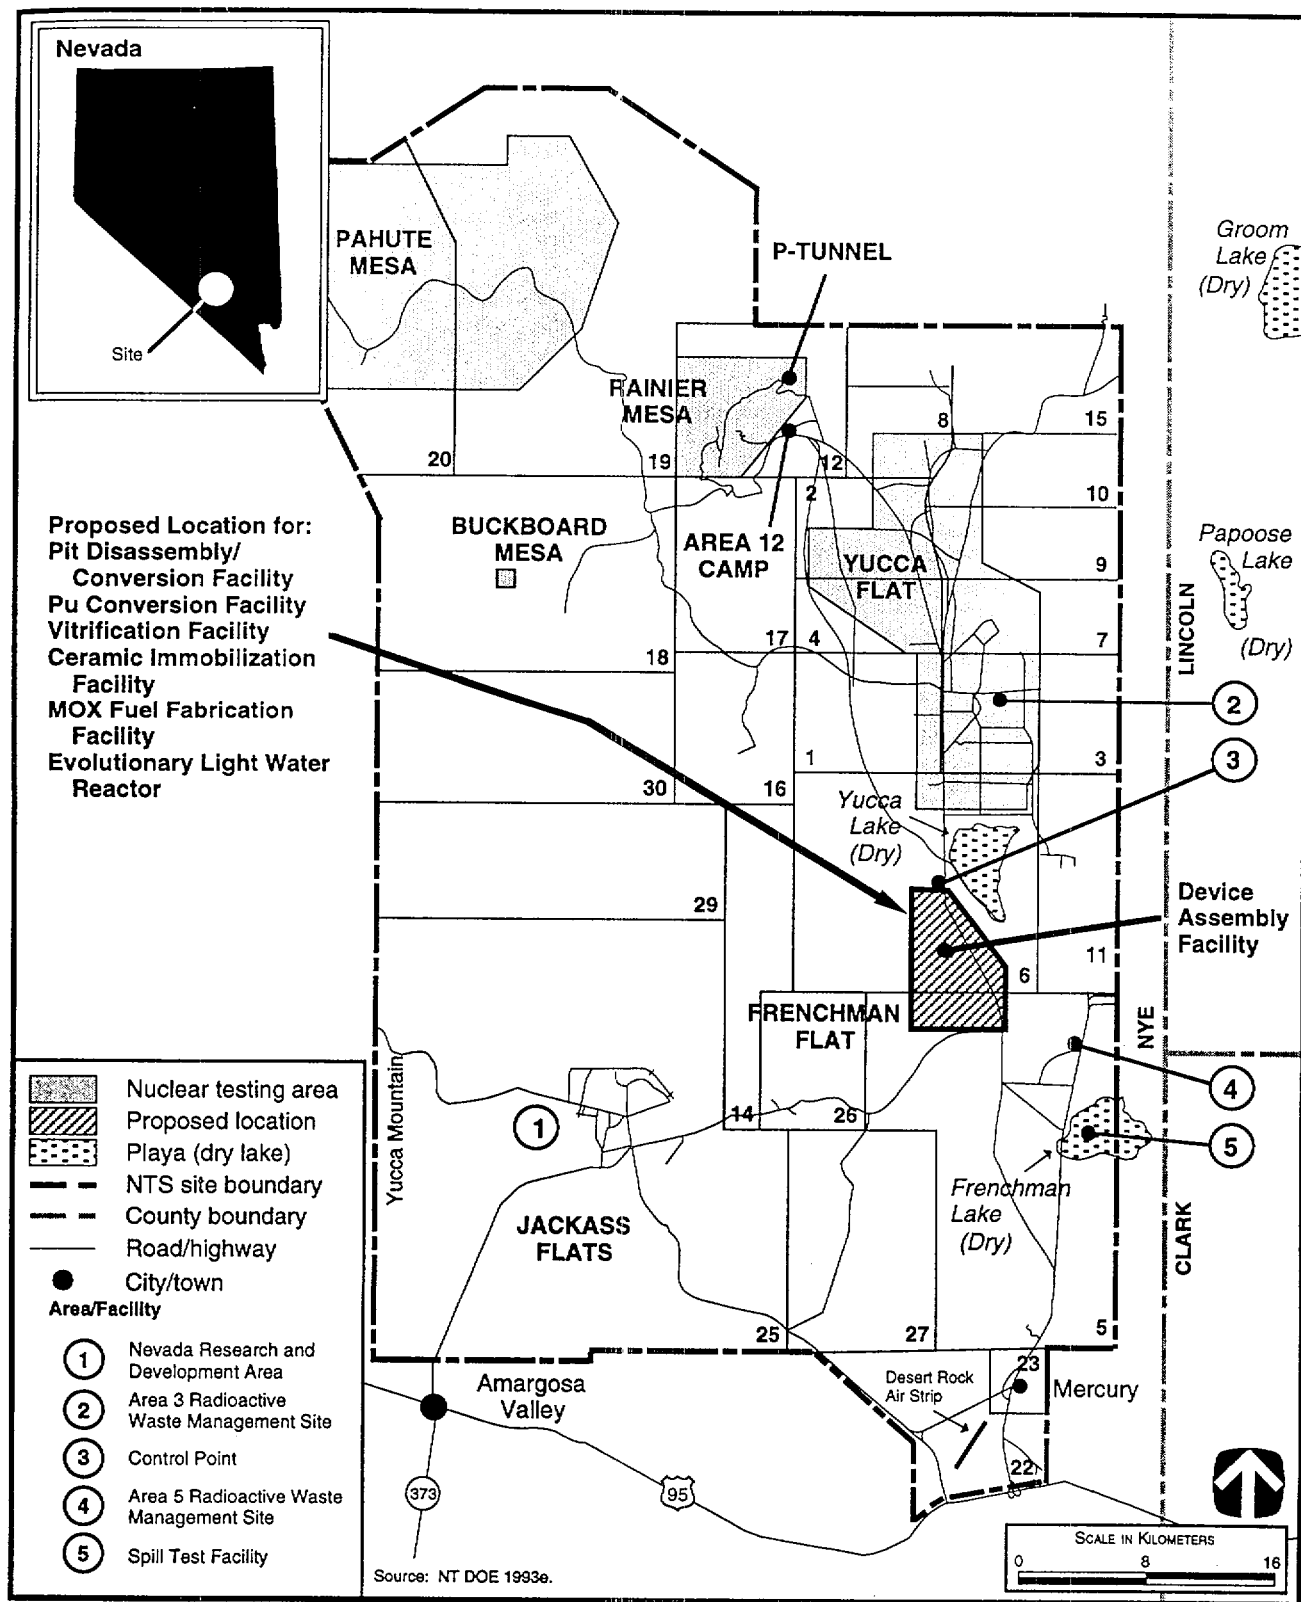 Nevada
Site
PAHUTE
MESA
P-TUNNEL
Groom
Lake
(Dry)
RAINIER
MESA
8
15
20
19
12
2
10
Proposed Location for:
Pit Disassembly/
Conversion Facility
Pu Conversion Facility
Vitrification Facility
Ceramic Immobilization
Facility
MOX Fuel Fabrication
Facility
Evolutionary Light Water
Reactor
BUCKBOARD
MESA
AREA 12
CAMP
YUCCA
FLAT
9
Papoose
Lake
(Dry)
LINCOLN
18
17
4
7
2
3
30
16
1
3
Yucca
Lake
(Dry)
29
Device
Assembly
Facility
6
11
FRENCHMAN
FLAT
NYE
4
5
Yucca Mountain
1
14
26
Frenchman
Lake
(Dry)
CLARK
JACKASS
FLATS
25
27
5
Nuclear testing area
Proposed location
Playa (dry lake)
NTS site boundary
County boundary
Road/highway
City/town
Area/Facility
1 Nevada Research and
Development Area
2 Area 3 Radioactive
Waste Management Site
3 Control Point
4 Area 5 Radioactive Waste
Management Site
5 Spill Test Facility
Amargosa
Valley
Desert Rock
Air Strip
23
Mercury
22
373
95
SCALE IN KILOMETERS
0 8 16
Source: NT DOE 1993e.